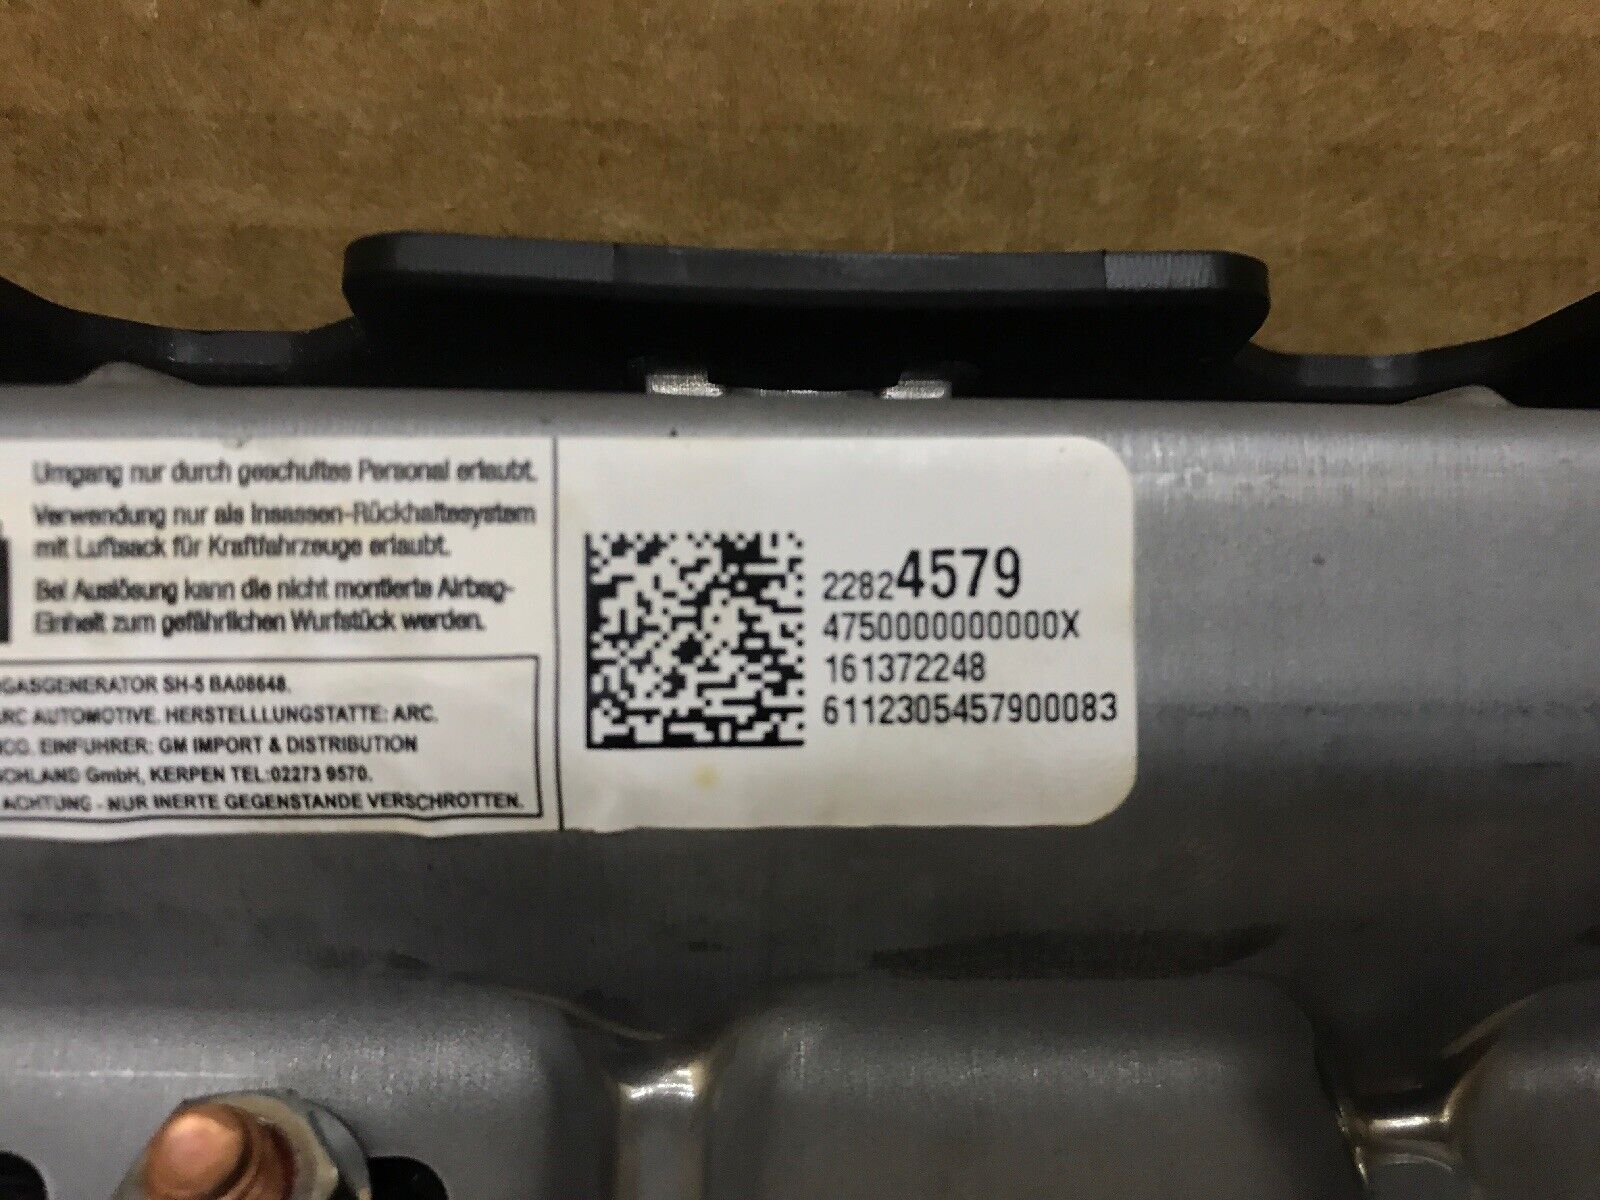 Umgang nur durch geschultes Personal erlaubt.
Verwendung nur als Insassen-Rückhaltesystem
mit Luftsack für Kraftfahrzeuge erlaubt.
Bei Auslösung kann die nicht montierte Airbag-
Einheit zum gefährlichen Wurfstück werden.
GASGENERATOR SH-5 BA08648.
ARC AUTOMOTIVE. HERSTELLLUNGSTATTE: ARC.
EINFUHRER: GM IMPORT & DISTRIBUTION
SCHLAND GmbH, KERPEN TEL:02273 9570.
ACHTUNG - NUR INERTE GEGENSTANDE VERSCHROTTEN.
22824579
4750000000000X
161372248
6112305457900083